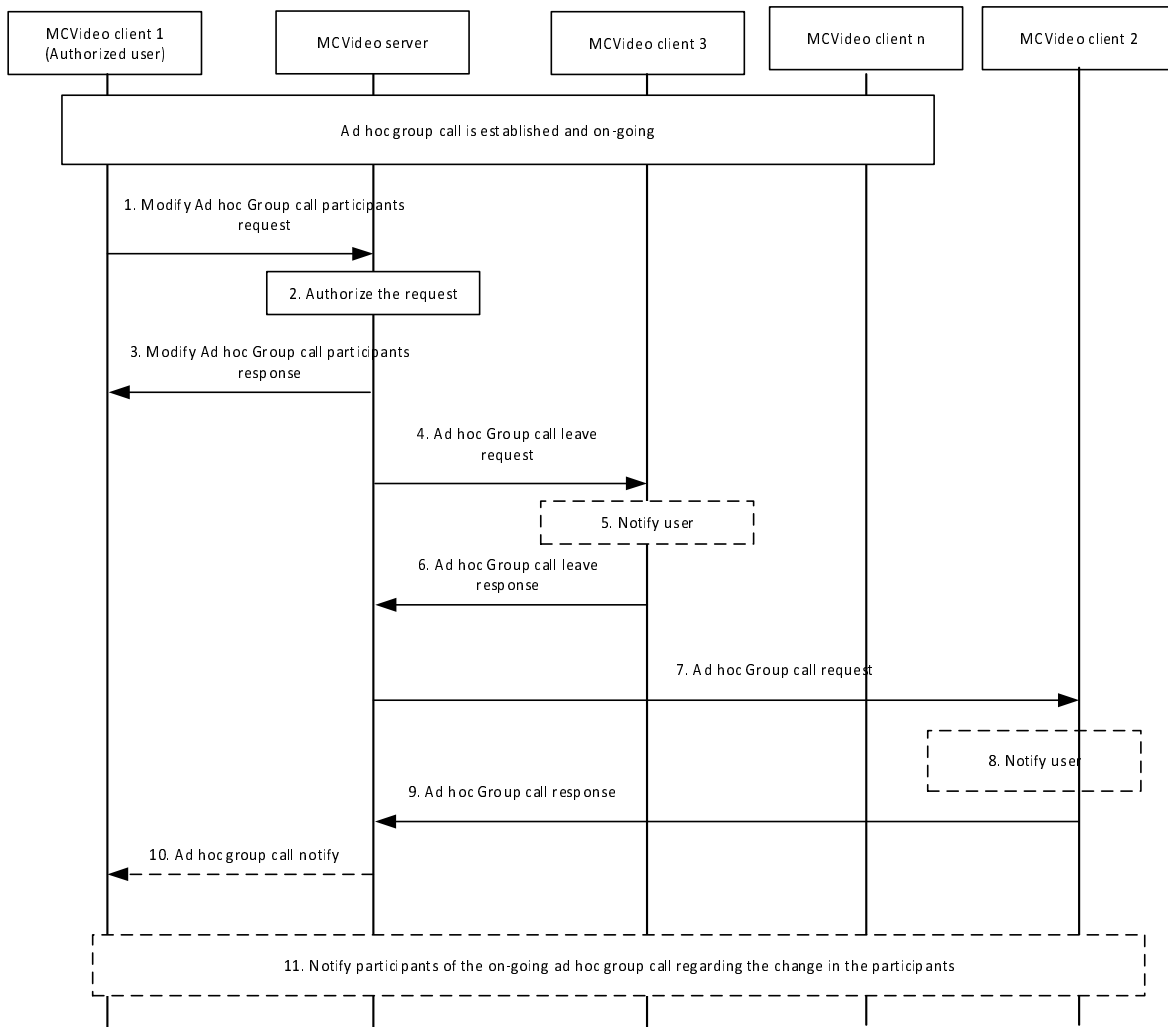 MCVideo client 1
(Authorized user)
MCVideo server
MCVideo client 3
MCVideo client n
MCVideo client 2
Ad hoc group call is established and on-going
1. Modify Ad hoc Group call participants
request
2. Authorize the request
3. Modify Ad hoc Group call participants
response
4. Ad hoc Group call leave
request
5. Notify user
6. Ad hoc Group call leave
response
7. Ad hoc Group call request
8. Notify user
9. Ad hoc Group call response
10. Ad hoc group call notify
11. Notify participants of the on-going ad hoc group call regarding the change in the participants